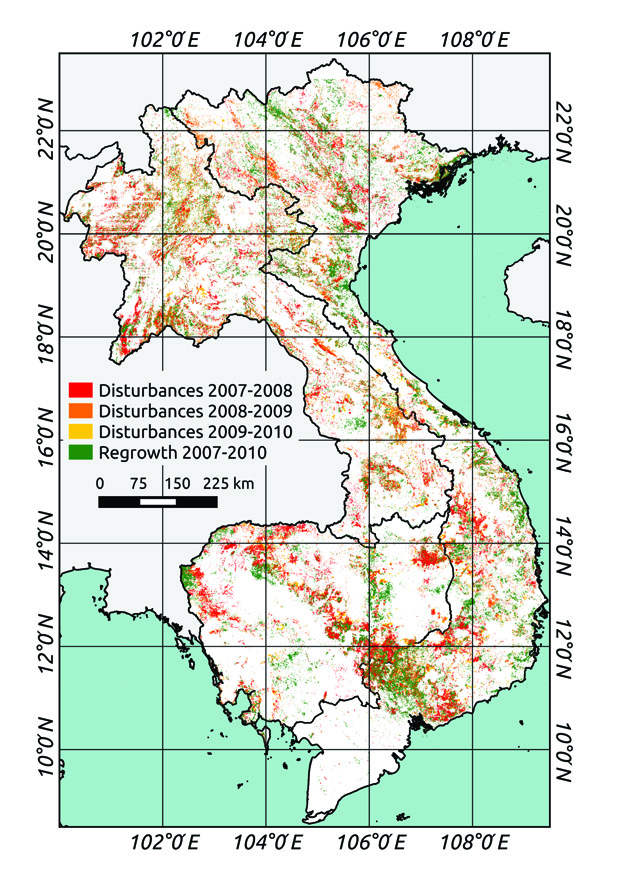 102°0′E 104°0′E 106°0′E 108°0′E
22°0′N 22°0′N
20°0′N 20°0′N
18°0′N 18°0′N
Disturbances 2007-2008
Disturbances 2008-2009
Disturbances 2009-2010
Regrowth 2007-2010
16°0′N 16°0′N
0 75 150 225 km
14°0′N 14°0′N
12°0′N 12°0′N
10°0′N 10°0′N
102°0′E 104°0′E 106°0′E 108°0′E